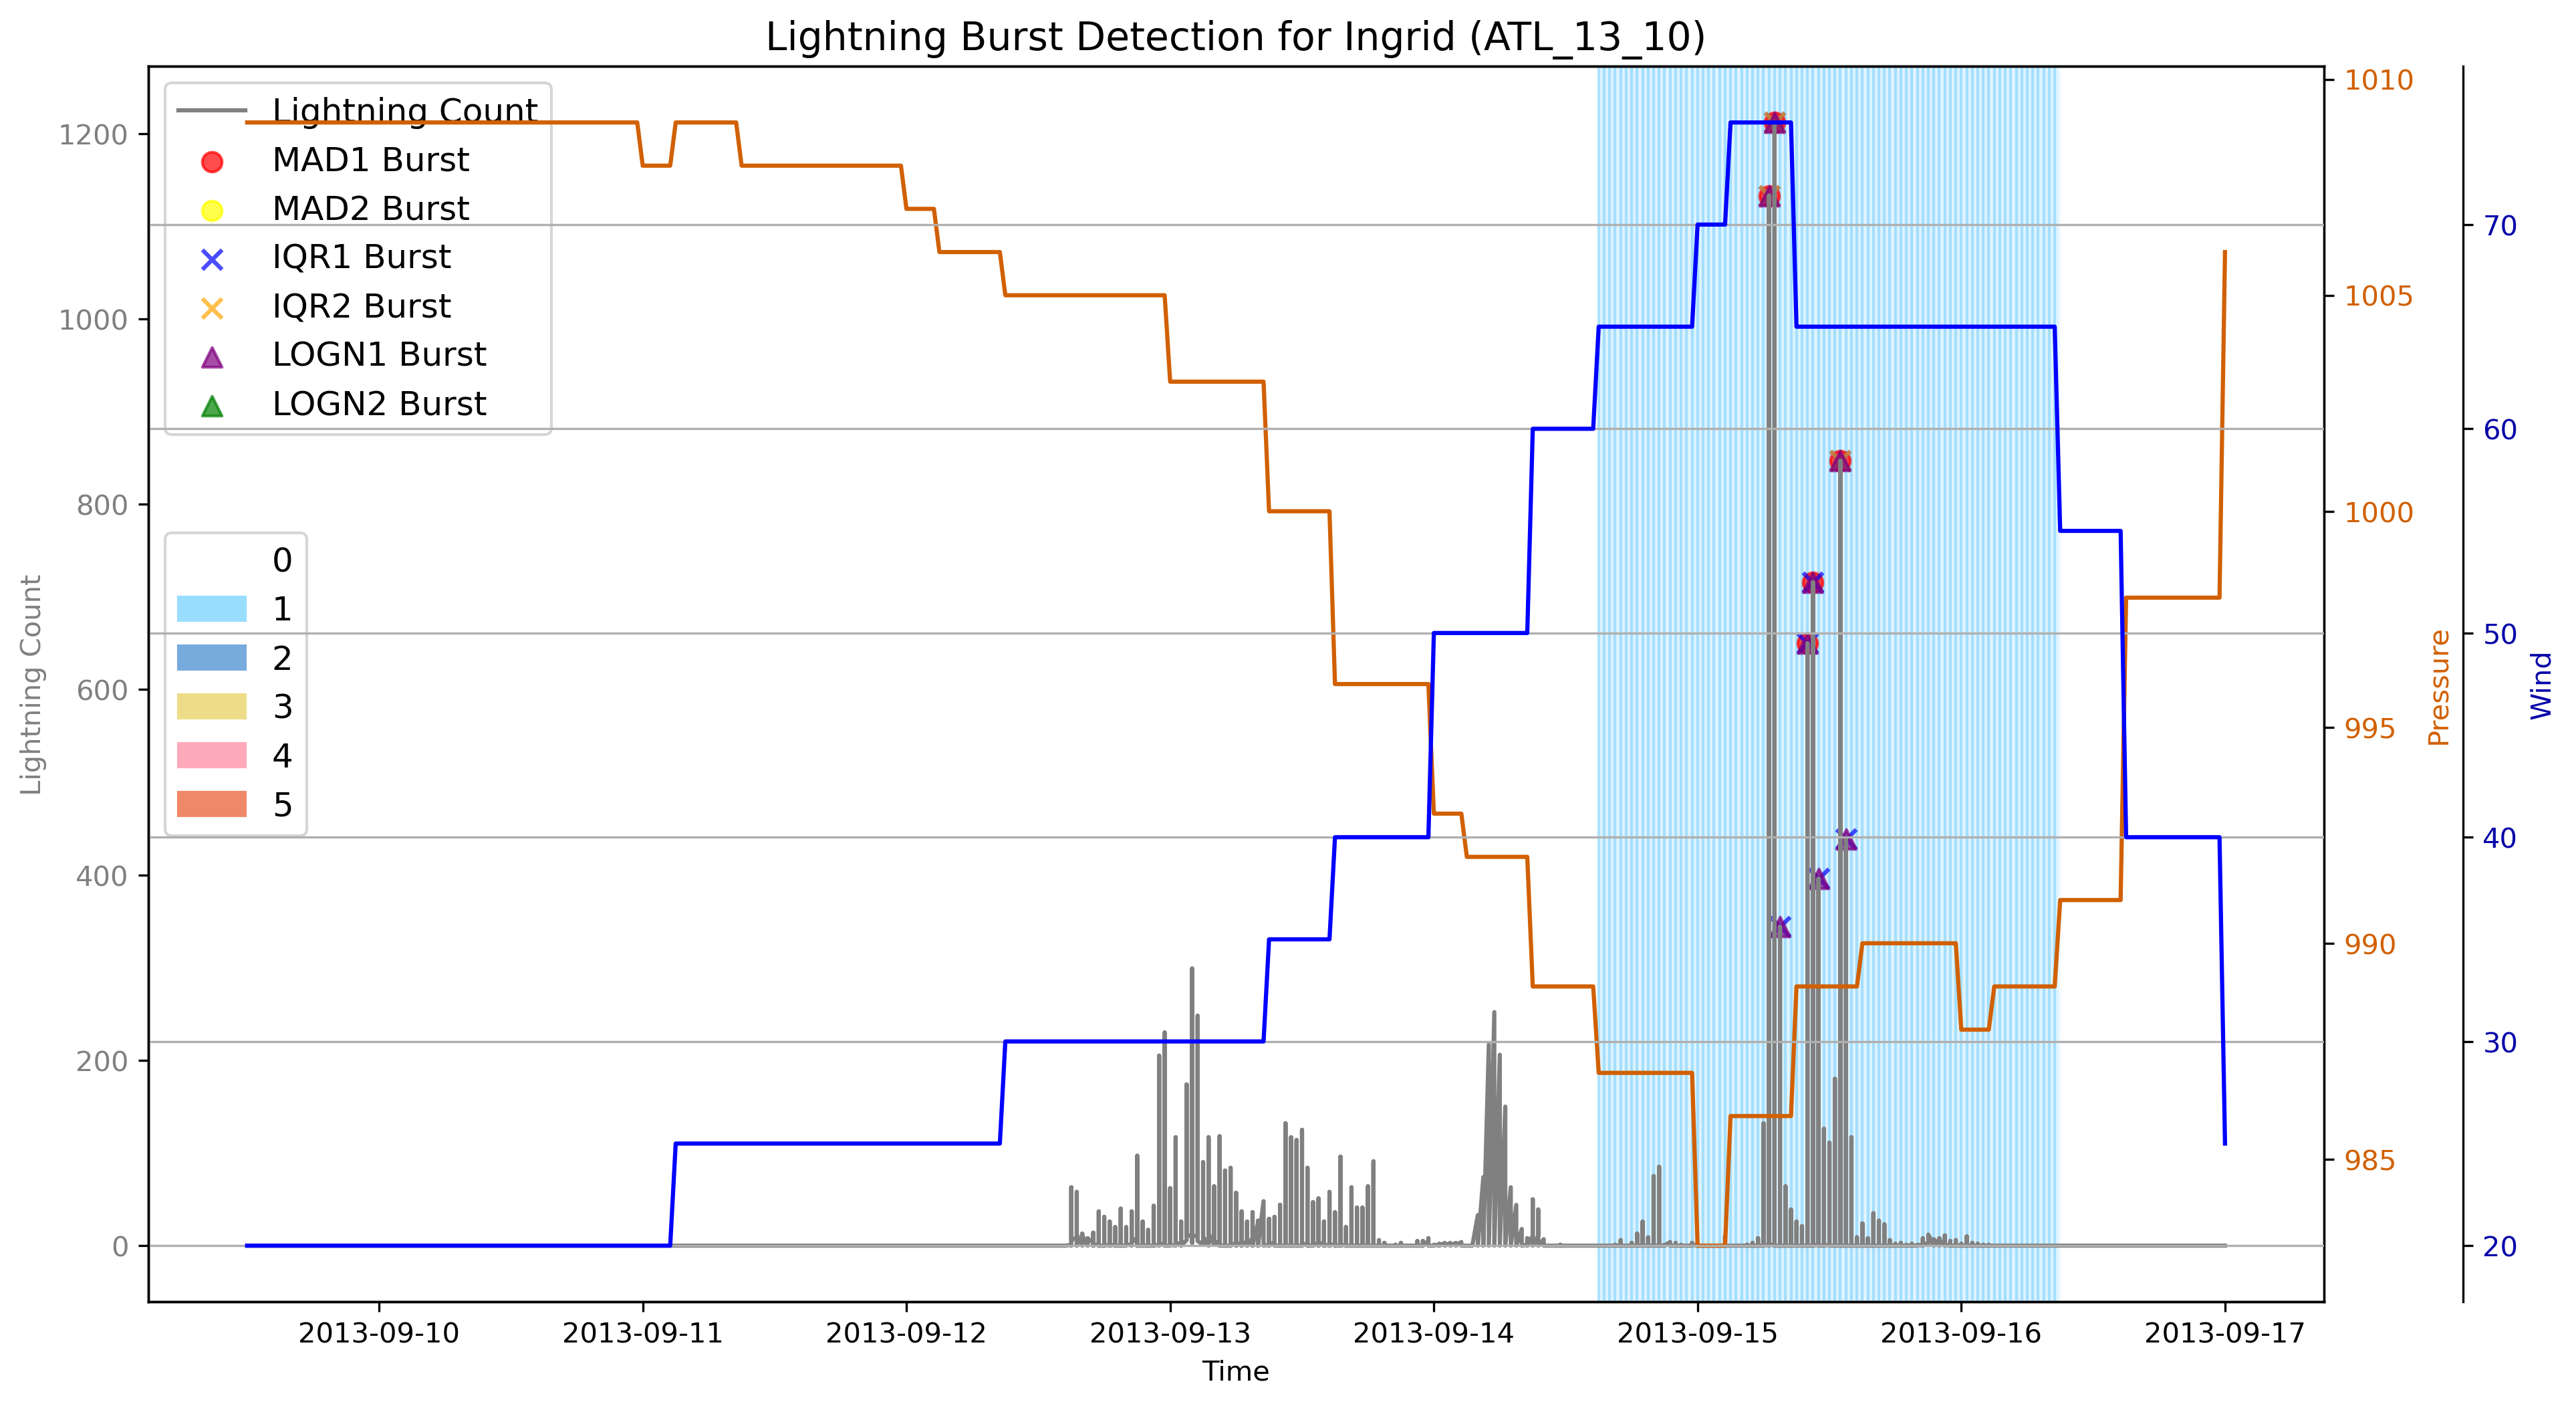 Lightning Burst Detection for Ingrid (ATL_13_10)
Lightning Count
MAD1 Burst
MAD2 Burst
IQR1 Burst
IQR2 Burst
LOGN1 Burst
LOGN2 Burst
0
1
2
3
4
5
Lightning Count
1200
1000
800
600
400
200
0
1010
1005
1000
995
990
985
Pressure
70
60
50
40
30
20
Wind
2013-09-10
2013-09-11
2013-09-12
2013-09-13
2013-09-14
2013-09-15
2013-09-16
2013-09-17
Time